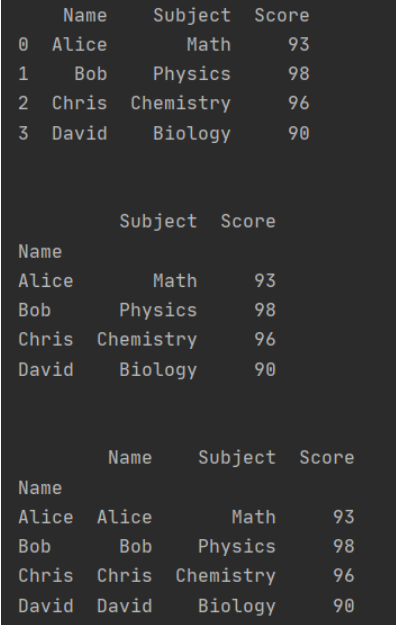 Name    Subject  Score
0  Alice       Math     93
1    Bob    Physics     98
2  Chris  Chemistry     96
3  David    Biology     90
         Subject  Score
Name
Alice       Math     93
Bob      Physics     98
Chris  Chemistry     96
David    Biology     90
        Name    Subject  Score
Name
Alice  Alice       Math     93
Bob      Bob    Physics     98
Chris  Chris  Chemistry     96
David  David    Biology     90